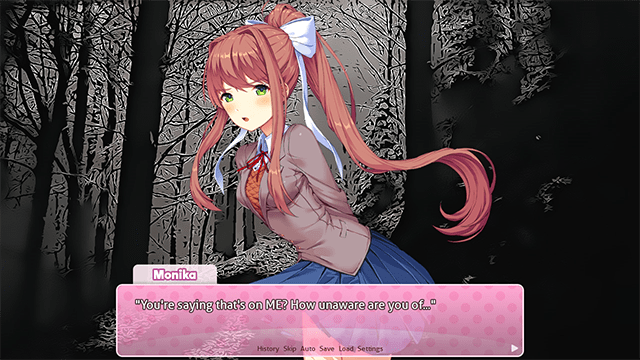 Monika
"You're saying that's on ME? How unaware are you of..."
History Skip Auto Save Load Settings